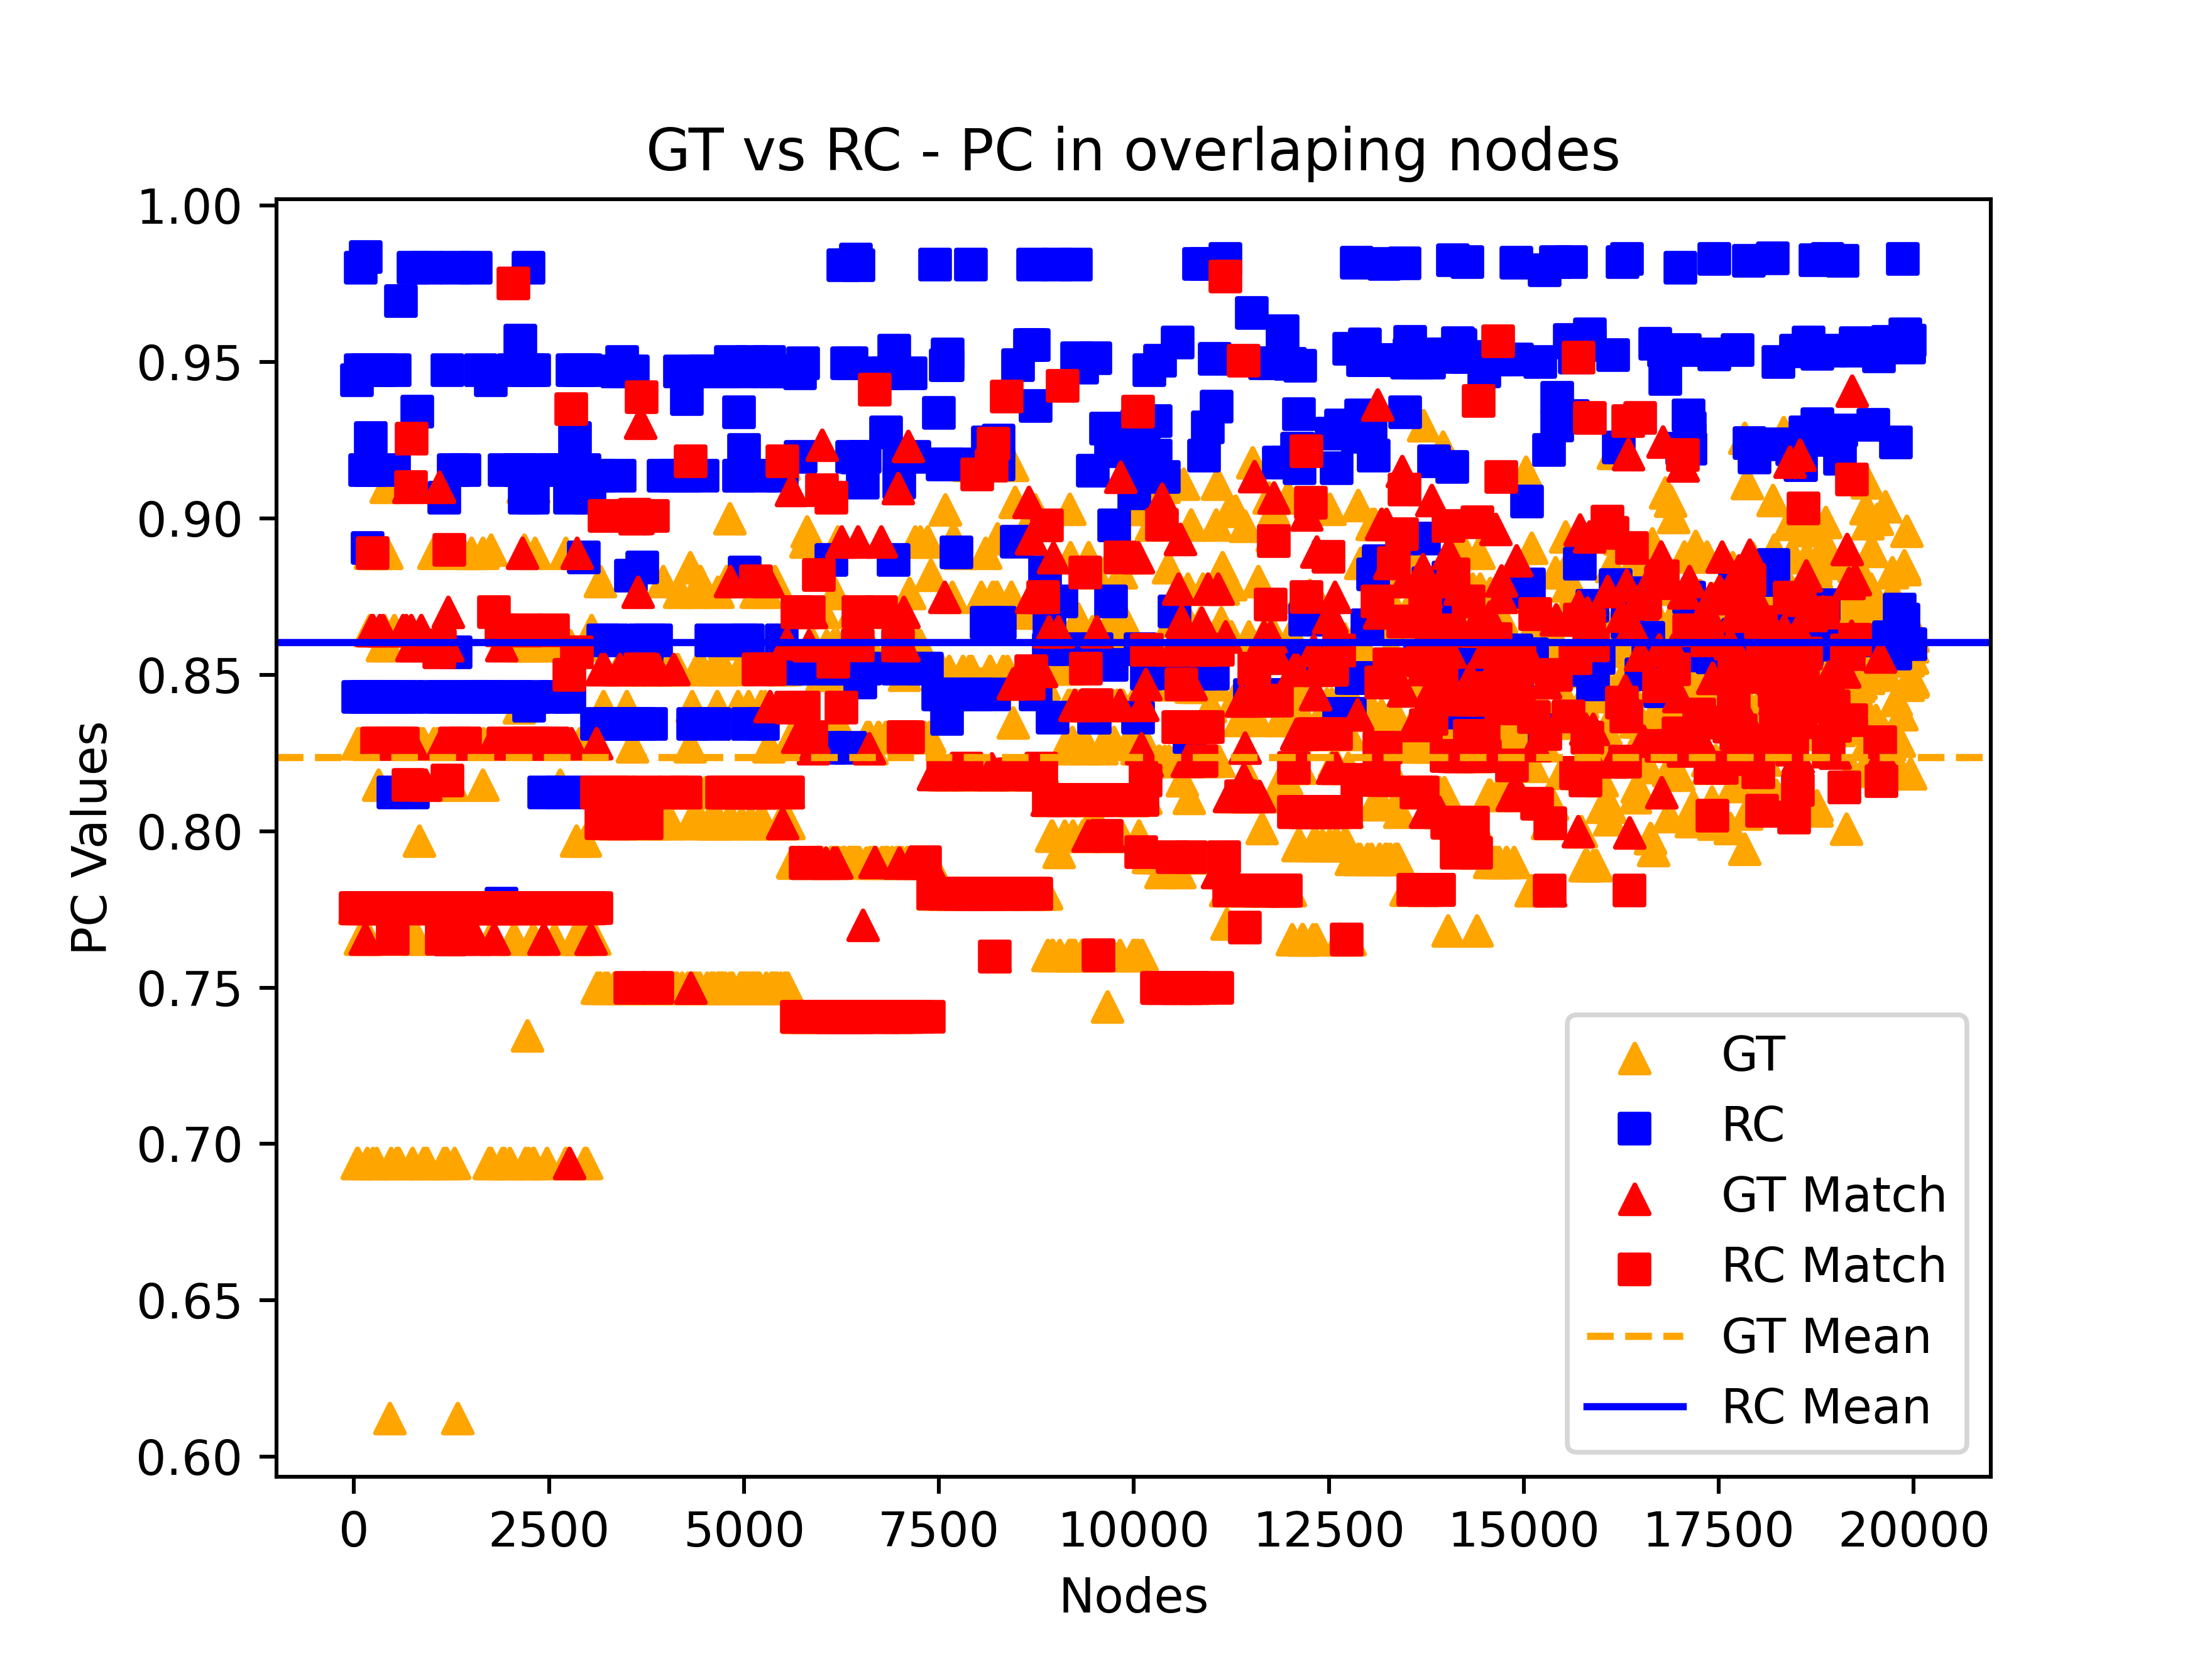 GT vs RC - PC in overlaping nodes
1.00
0.95
0.90
0.85
0.80
0.75
0.70
0.65
0.60
PC Values
GT
RC
GT Match
RC Match
GT Mean
RC Mean
0 2500 5000 7500 10000 12500 15000 17500 20000
Nodes